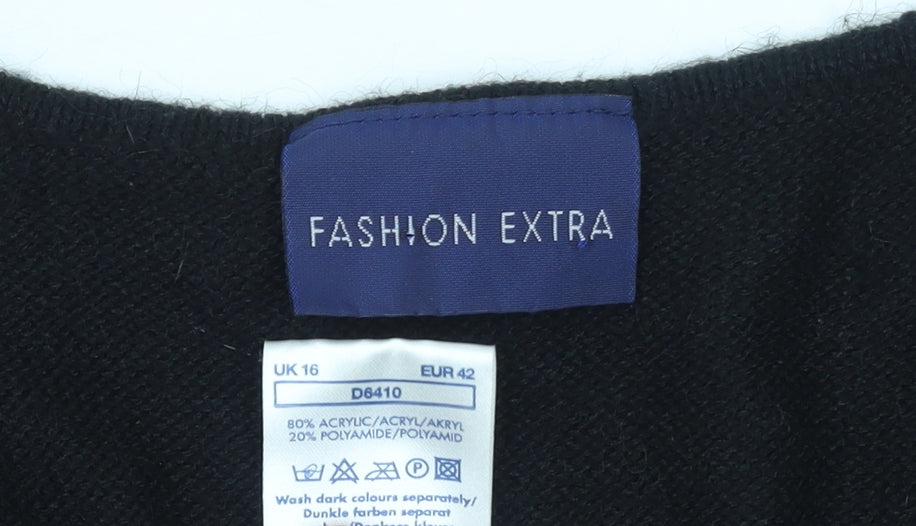 FASHION EXTRA
UK 16 EUR 42
D6410
80% ACRYLIC/ACRYL/AKRYL
20% POLYAMIDE/POLYAMID
P
Wash dark colours separately/
Dunkle farben separat